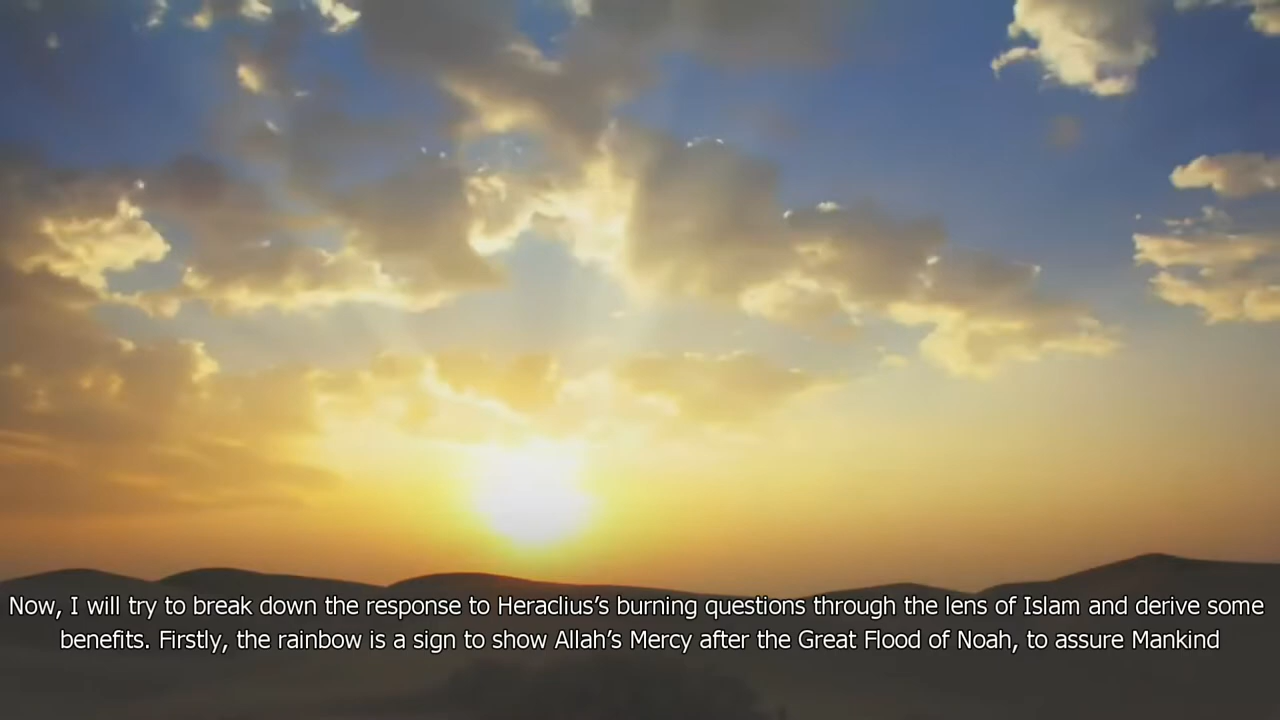 Now, I will try to break down the response to Heraclius’s burning questions through the lens of Islam and derive some
benefits. Firstly, the rainbow is a sign to show Allah’s Mercy after the Great Flood of Noah, to assure Mankind